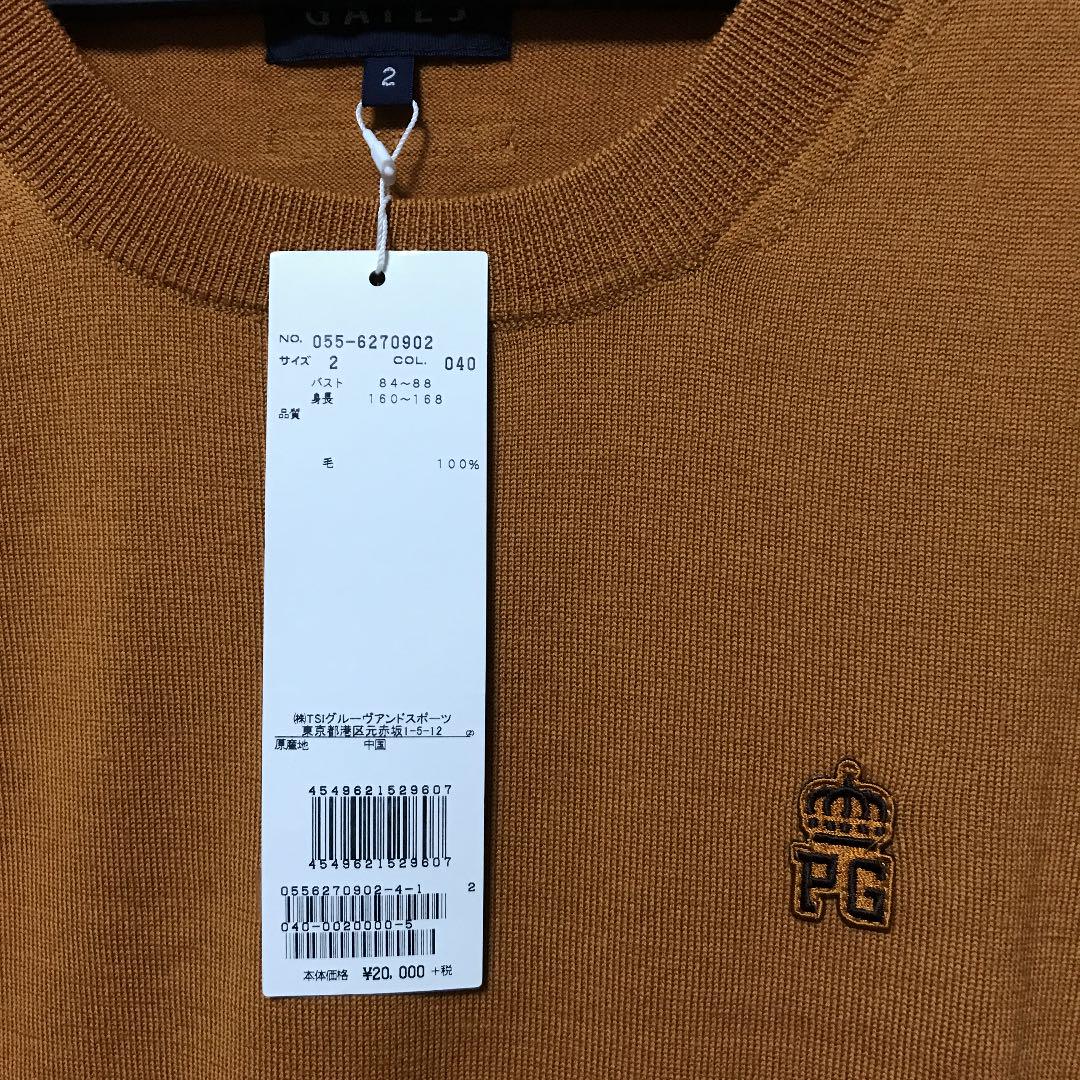 GATES
2
NO. 055-6270902
サイズ 2 COL. 040
バスト 84〜88
身長 160〜168
品質
毛 100%
㈱TSIグルーヴアンドスポーツ
東京都港区元赤坂1-5-12 ②
原産地 中国
4549621529607
4549621529607
0556270902-4-1 2
040-0020000-5
本体価格 ¥20,000 +税
PG